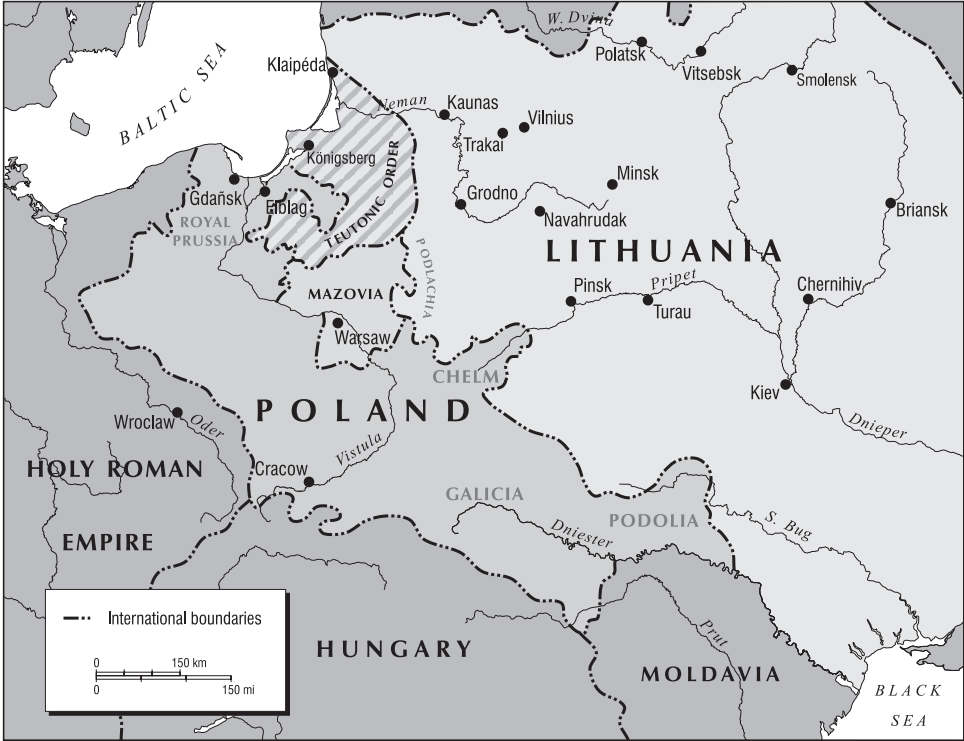 W. Dvina
Polatsk
Vitsebsk
Smolensk
Klaipéda
BALTIC SEA
Neman
Kaunas
Vilnius
Trakai
Königsberg
TEUTONIC ORDER
Minsk
Gdañsk
Elblag
Grodno
Navahrudak
Briansk
ROYAL
PRUSSIA
LITHUANIA
PODLACHIA
Pripet
Pinsk
Turau
Chernihiv
MAZOVIA
Warsaw
CHELM
Kiev
POLAND
Wroclaw
Oder
Vistula
Dnieper
HOLY ROMAN
EMPIRE
Cracow
GALICIA
Dniester
PODOLIA
S. Bug
International boundaries
0 150 km
0 150 mi
HUNGARY
Prut
MOLDAVIA
BLACK
SEA